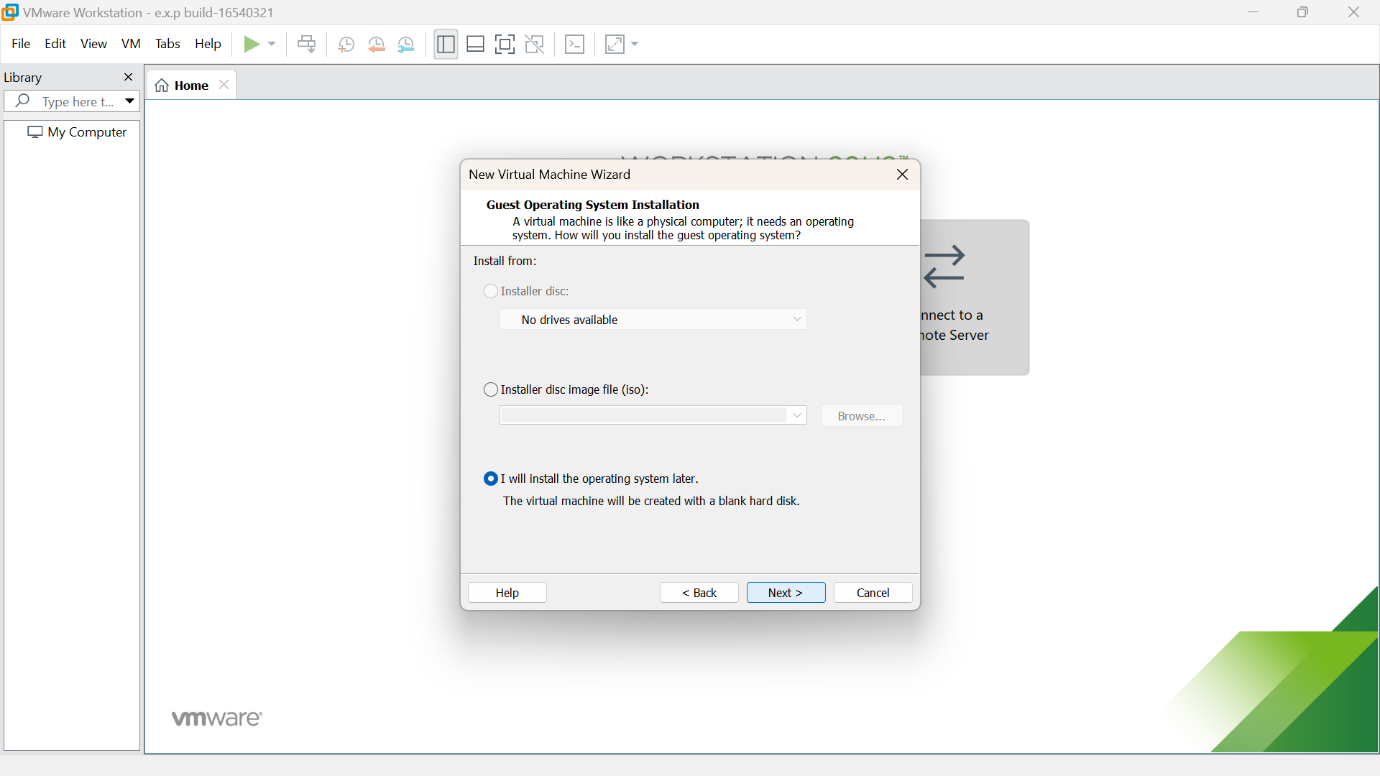 VMware Workstation - e.x.p build-16540321
File Edit View VM Tabs Help
Library
Home
Type here t...
My Computer
New Virtual Machine Wizard
Guest Operating System Installation
A virtual machine is like a physical computer; it needs an operating
system. How will you install the guest operating system?
Install from:
Installer disc:
No drives available
nnect to a
note Server
Installer disc image file (iso):
Browse...
I will install the operating system later.
The virtual machine will be created with a blank hard disk.
Help
< Back
Next >
Cancel
vmware